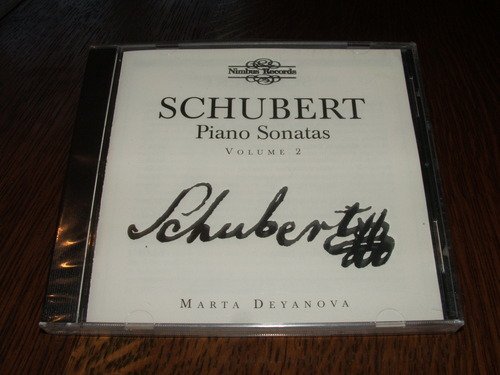 Nimbus Records
SCHUBERT
Piano Sonatas
VOLUME 2
Schubert
MARTA DEYANOVA